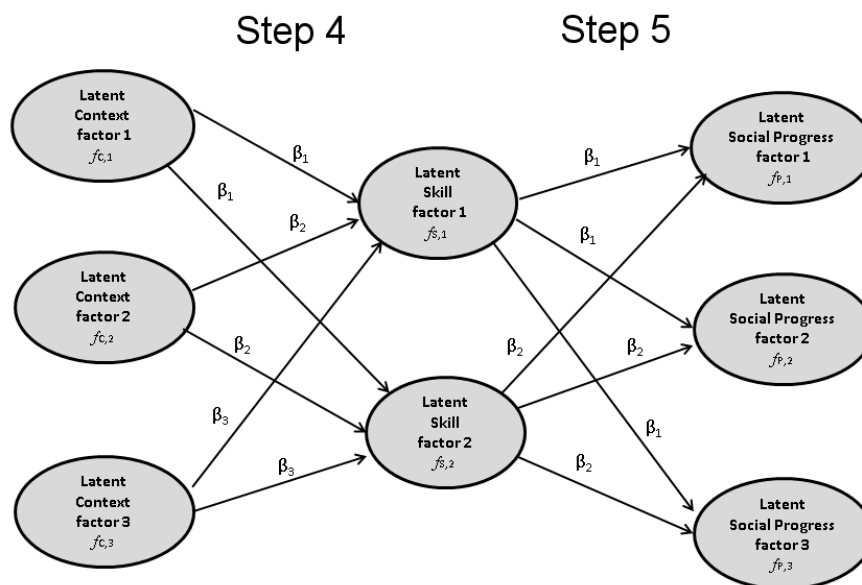 Step 4
Step 5
Latent
Context
factor 1
fC,1
Latent
Context
factor 2
fC,2
Latent
Context
factor 3
fC,3
β1
β1
β2
β2
β3
β3
Latent
Skill
factor 1
fS,1
Latent
Skill
factor 2
fS,2
β1
β1
β2
β2
β1
β2
Latent
Social Progress
factor 1
fP,1
Latent
Social Progress
factor 2
fP,2
Latent
Social Progress
factor 3
fP,3